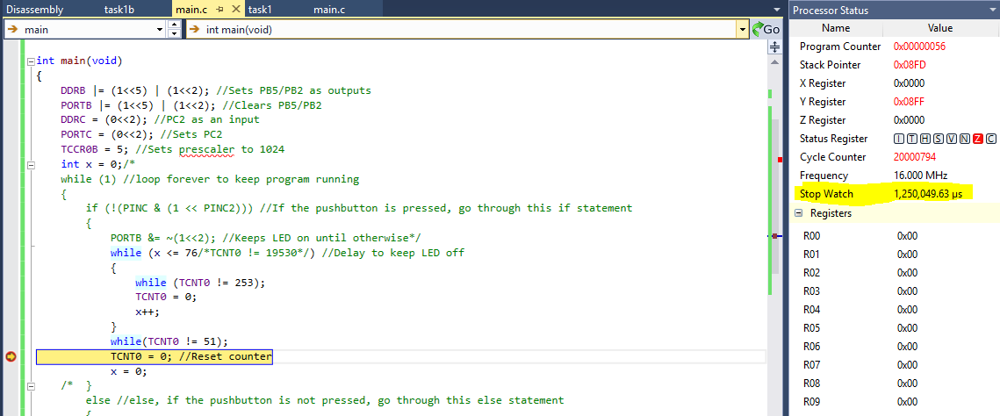 Disassembly task1b main.c task1 main.c
main int main(void) Go
int main(void)
{
DDRB |= (1<<5) | (1<<2); //Sets PB5/PB2 as outputs
PORTB |= (1<<5) | (1<<2); //Clears PB5/PB2
DDRC = (0<<2); //PC2 as an input
PORTC = (0<<2); //Sets PC2
TCCR0B = 5; //Sets prescaler to 1024
int x = 0;/*
while (1) //loop forever to keep program running
{
if (!(PINC & (1 << PINC2))) //If the pushbutton is pressed, go through this if statement
{
PORTB &= ~(1<<2); //Keeps LED on until otherwise*/
while (x <= 76/*TCNT0 != 19530*/) //Delay to keep LED off
{
while (TCNT0 != 253);
TCNT0 = 0;
x++;
}
while(TCNT0 != 51);
TCNT0 = 0; //Reset counter
x = 0;
/* }
else //else, if the pushbutton is not pressed, go through this else statement
{
Processor Status
Name Value
Program Counter 0x00000056
Stack Pointer 0x08FD
X Register 0x0000
Y Register 0x08FF
Z Register 0x0000
Status Register I T H S V N Z C
Cycle Counter 20000794
Frequency 16.000 MHz
Stop Watch 1,250,049.63 µs
Registers
R00 0x00
R01 0x00
R02 0x00
R03 0x00
R04 0x00
R05 0x00
R06 0x00
R07 0x00
R08 0x00
R09 0x00